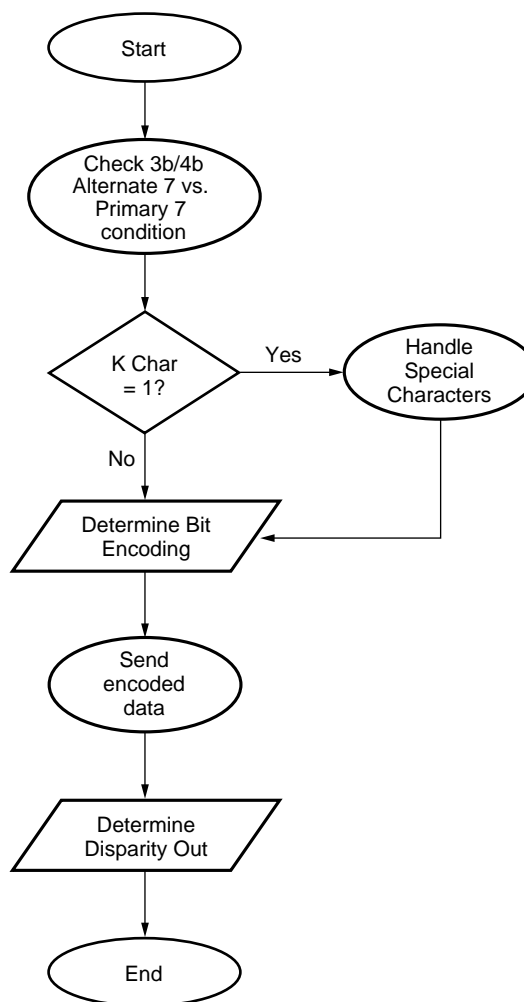 Start
Check 3b/4b
Alternate 7 vs.
Primary 7
condition
K Char
= 1?
Yes
Handle
Special
Characters
No
Determine Bit
Encoding
Send
encoded
data
Determine
Disparity Out
End